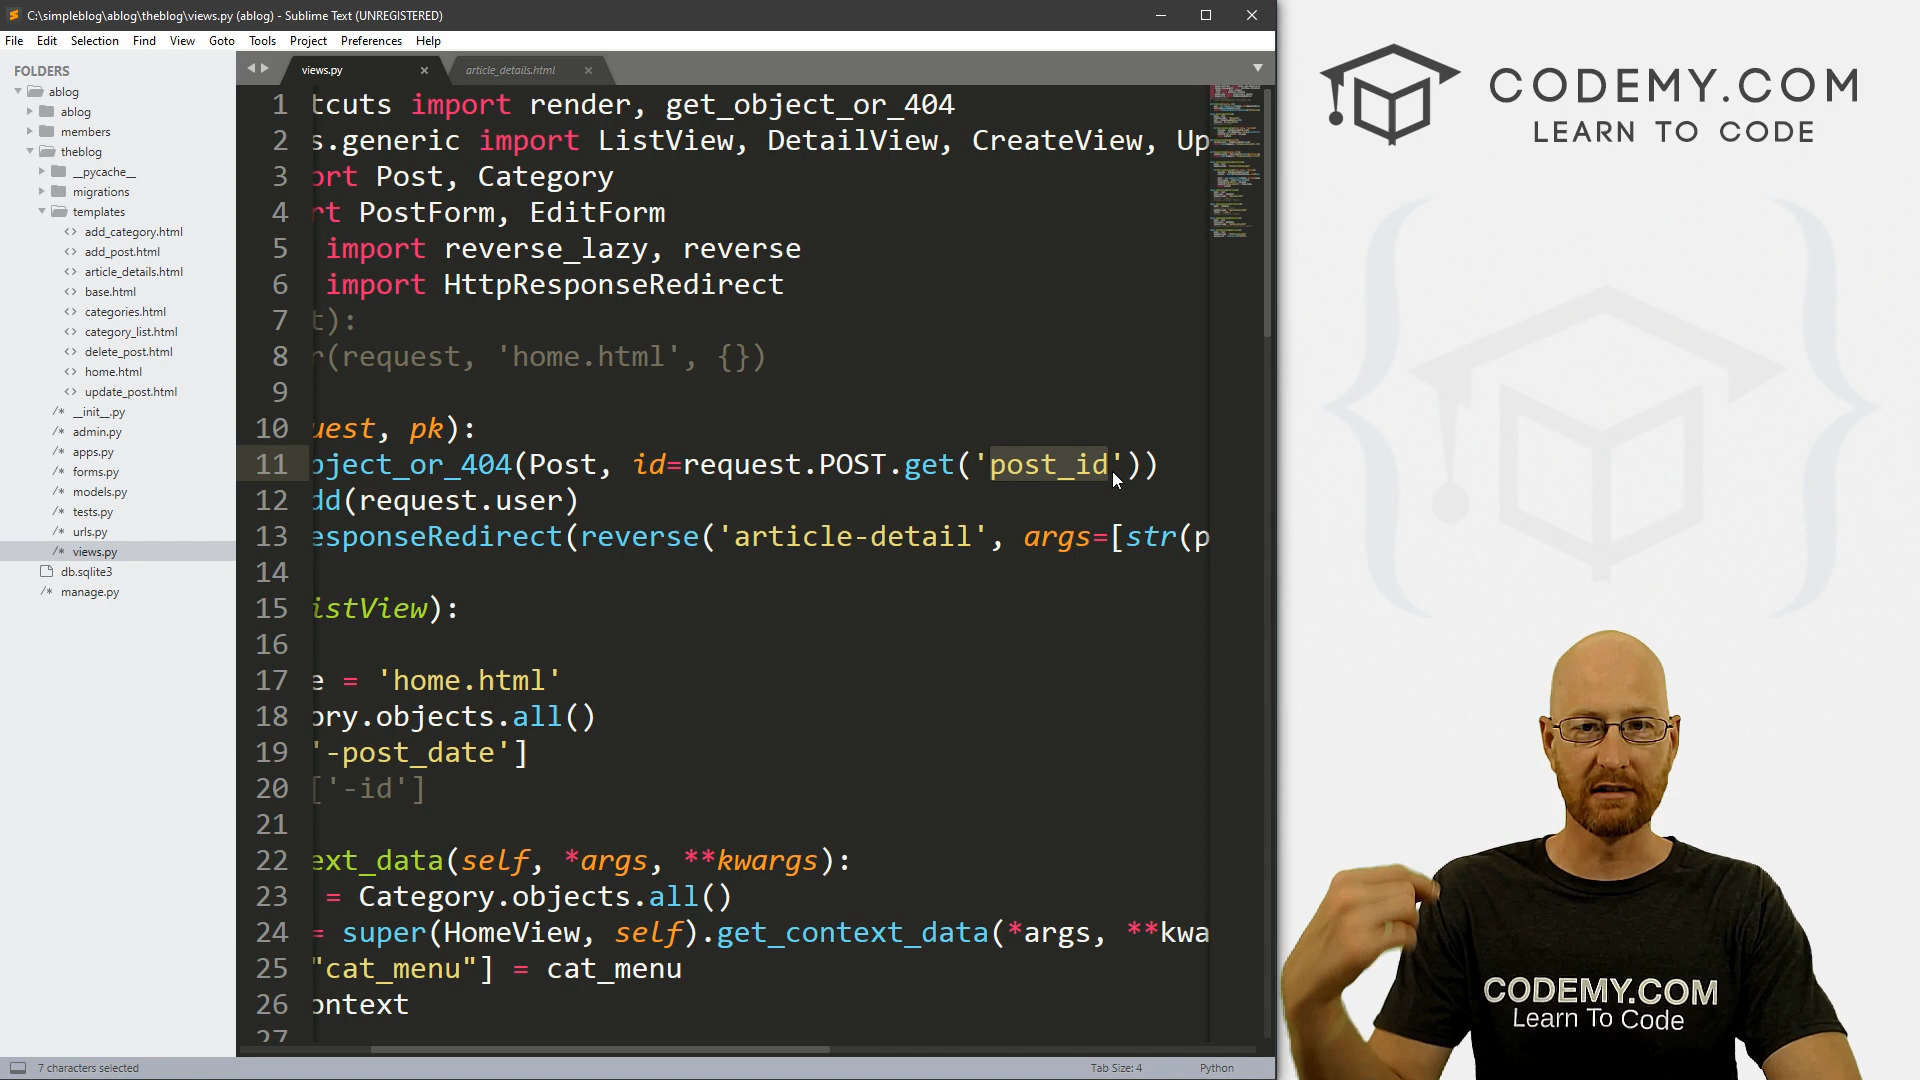 C:\simpleblog\ablog\theblog\views.py (ablog) - Sublime Text (UNREGISTERED)
File Edit Selection Find View Goto Tools Project Preferences Help
FOLDERS
ablog
ablog
members
theblog
__pycache__
migrations
templates
add_category.html
add_post.html
article_details.html
base.html
categories.html
category_list.html
delete_post.html
home.html
update_post.html
__init__.py
admin.py
apps.py
forms.py
models.py
tests.py
urls.py
views.py
db.sqlite3
manage.py
views.py article_details.html
1 tcuts import render, get_object_or_404
2 s.generic import ListView, DetailView, CreateView, Up
3 ort Post, Category
4 rt PostForm, EditForm
5 import reverse_lazy, reverse
6 import HttpResponseRedirect
7 t):
8 r(request, 'home.html', {})
9
10 uest, pk):
11 bject_or_404(Post, id=request.POST.get('post_id'))
12 dd(request.user)
13 esponseRedirect(reverse('article-detail', args=[str(p
14
15 istView):
16
17 e = 'home.html'
18 ory.objects.all()
19 '-post_date']
20 ['-id']
21
22 ext_data(self, *args, **kwargs):
23 = Category.objects.all()
24 = super(HomeView, self).get_context_data(*args, **kwa
25 "cat_menu"] = cat_menu
26 ontext
27
7 characters selected
Tab Size: 4
Python
CODEMY.COM
LEARN TO CODE
CODEMY.COM
Learn To Code